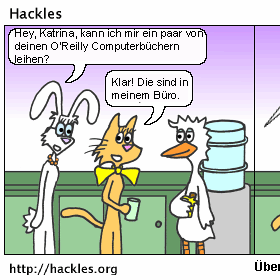 Hackles
Hey, Katrina, kann ich mir ein paar von
deinen O'Reilly Computerbüchern
leihen?
Klar! Die sind in
meinem Büro.
http://hackles.org